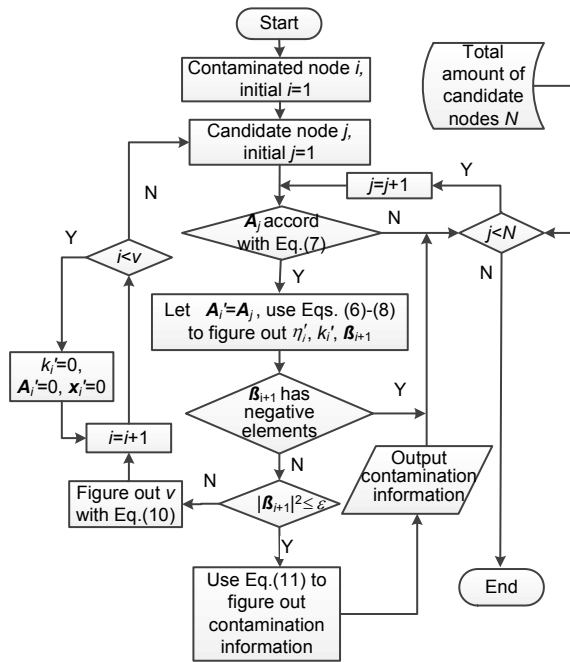 Start
Contaminated node i,
initial i=1
Total
amount of
candidate
nodes N
Candidate node j,
initial j=1
Y
j=j+1
N
A_j accord
with Eq.(7)
N
j<N
Y
i<v
Y
N
Let A_i'=A_j, use Eqs. (6)-(8)
to figure out η_i', k_i', ß_{i+1}
k_i'=0,
A_i'=0, x_i'=0
ß_{i+1} has
negative
elements
Y
i=i+1
N
Output
contamination
information
Figure out v
with Eq.(10)
N
|ß_{i+1}|²≤ε
Y
Use Eq.(11) to
figure out
contamination
information
End